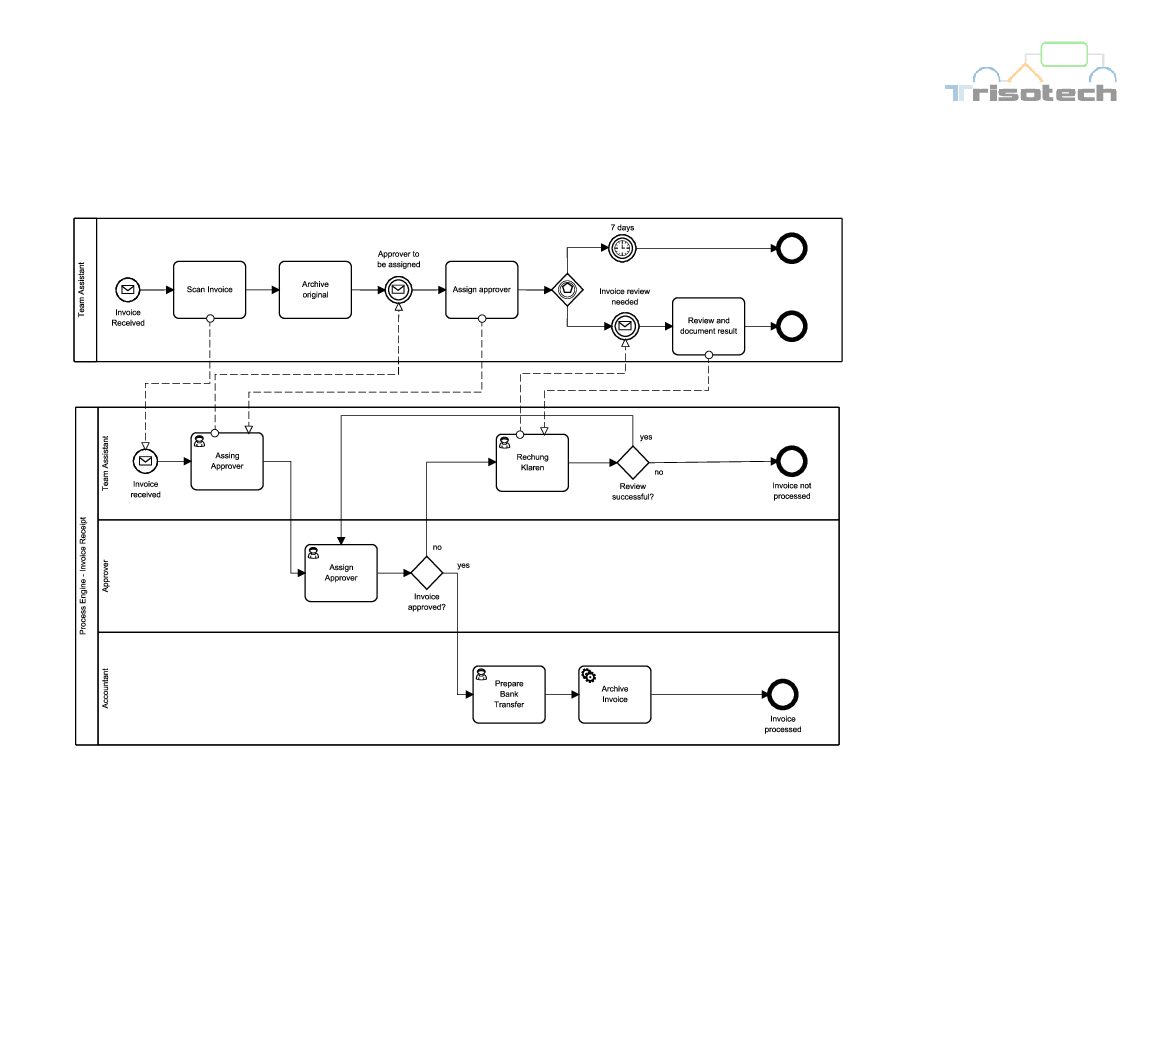 Trisotech
Team Assistant
Invoice
Received
Scan Invoice
Archive
original
Approver to
be assigned
Assign approver
7 days
Invoice review
needed
Review and
document result
Process Engine - Invoice Receipt
Team Assistant
Invoice
received
Assing
Approver
Rechung
Klaren
yes
no
Review
successful?
Invoice not
processed
Approver
Assign
Approver
no
yes
Invoice
approved?
Accountant
Prepare
Bank
Transfer
Archive
Invoice
Invoice
processed